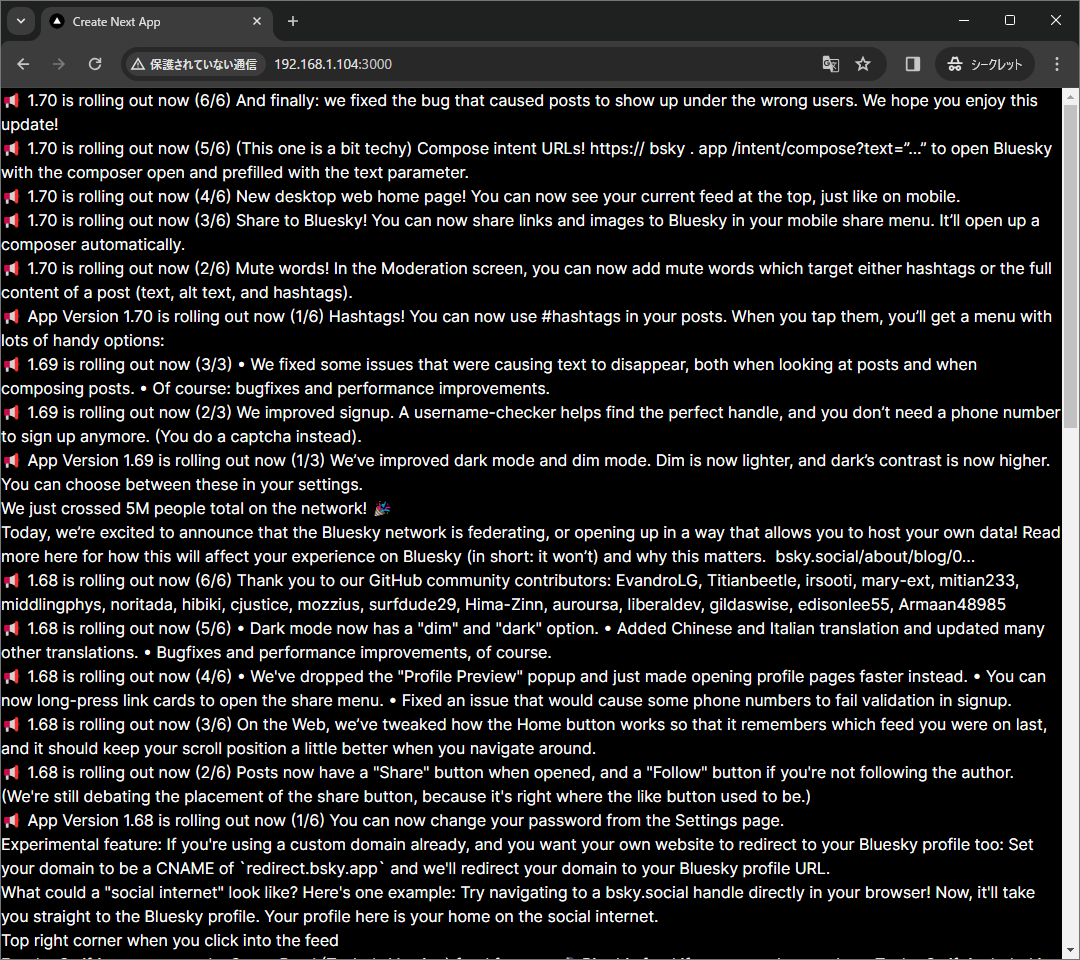 Create Next App
保護されていない通信
192.168.1.104:3000
シークレット
📢 1.70 is rolling out now (6/6) And finally: we fixed the bug that caused posts to show up under the wrong users. We hope you enjoy this
update!
📢 1.70 is rolling out now (5/6) (This one is a bit techy) Compose intent URLs! https:// bsky . app /intent/compose?text=”…” to open Bluesky
with the composer open and prefilled with the text parameter.
📢 1.70 is rolling out now (4/6) New desktop web home page! You can now see your current feed at the top, just like on mobile.
📢 1.70 is rolling out now (3/6) Share to Bluesky! You can now share links and images to Bluesky in your mobile share menu. It’ll open up a
composer automatically.
📢 1.70 is rolling out now (2/6) Mute words! In the Moderation screen, you can now add mute words which target either hashtags or the full
content of a post (text, alt text, and hashtags).
📢 App Version 1.70 is rolling out now (1/6) Hashtags! You can now use #hashtags in your posts. When you tap them, you’ll get a menu with
lots of handy options:
📢 1.69 is rolling out now (3/3) • We fixed some issues that were causing text to disappear, both when looking at posts and when
composing posts. • Of course: bugfixes and performance improvements.
📢 1.69 is rolling out now (2/3) We improved signup. A username-checker helps find the perfect handle, and you don’t need a phone number
to sign up anymore. (You do a captcha instead).
📢 App Version 1.69 is rolling out now (1/3) We’ve improved dark mode and dim mode. Dim is now lighter, and dark’s contrast is now higher.
You can choose between these in your settings.
We just crossed 5M people total on the network! 🎉
Today, we’re excited to announce that the Bluesky network is federating, or opening up in a way that allows you to host your own data! Read
more here for how this will affect your experience on Bluesky (in short: it won’t) and why this matters. bsky.social/about/blog/0...
📢 1.68 is rolling out now (6/6) Thank you to our GitHub community contributors: EvandroLG, Titianbeetle, irsooti, mary-ext, mitian233,
middlingphys, noritada, hibiki, cjustice, mozzius, surfdude29, Hima-Zinn, auroursa, liberaldev, gildaswise, edisonlee55, Armaan48985
📢 1.68 is rolling out now (5/6) • Dark mode now has a "dim" and "dark" option. • Added Chinese and Italian translation and updated many
other translations. • Bugfixes and performance improvements, of course.
📢 1.68 is rolling out now (4/6) • We've dropped the "Profile Preview" popup and just made opening profile pages faster instead. • You can
now long-press link cards to open the share menu. • Fixed an issue that would cause some phone numbers to fail validation in signup.
📢 1.68 is rolling out now (3/6) On the Web, we’ve tweaked how the Home button works so that it remembers which feed you were on last,
and it should keep your scroll position a little better when you navigate around.
📢 1.68 is rolling out now (2/6) Posts now have a "Share" button when opened, and a "Follow" button if you're not following the author.
(We're still debating the placement of the share button, because it's right where the like button used to be.)
📢 App Version 1.68 is rolling out now (1/6) You can now change your password from the Settings page.
Experimental feature: If you're using a custom domain already, and you want your own website to redirect to your Bluesky profile too: Set
your domain to be a CNAME of `redirect.bsky.app` and we'll redirect your domain to your Bluesky profile URL.
What could a "social internet" look like? Here's one example: Try navigating to a bsky.social handle directly in your browser! Now, it'll take
you straight to the Bluesky profile. Your profile here is your home on the social internet.
Top right corner when you click into the feed